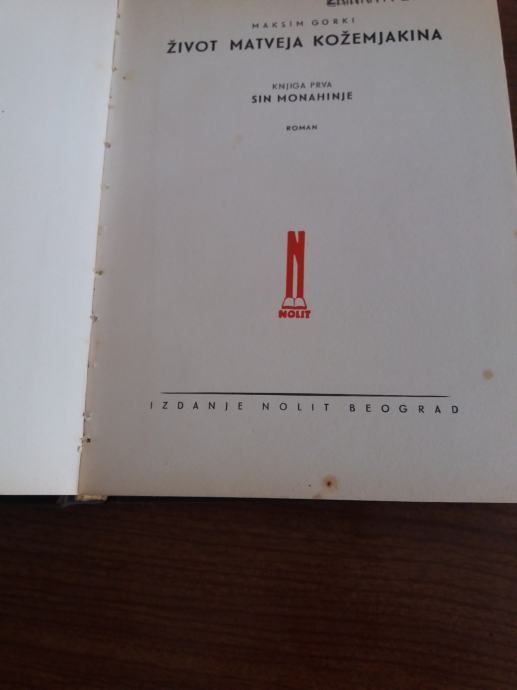 MAKSIM GORKI
ŽIVOT MATVEJA KOŽEMJAKINA
KNJIGA PRVA
SIN MONAHINJE
ROMAN
N
NOLIT
IZDANJE NOLIT BEOGRAD